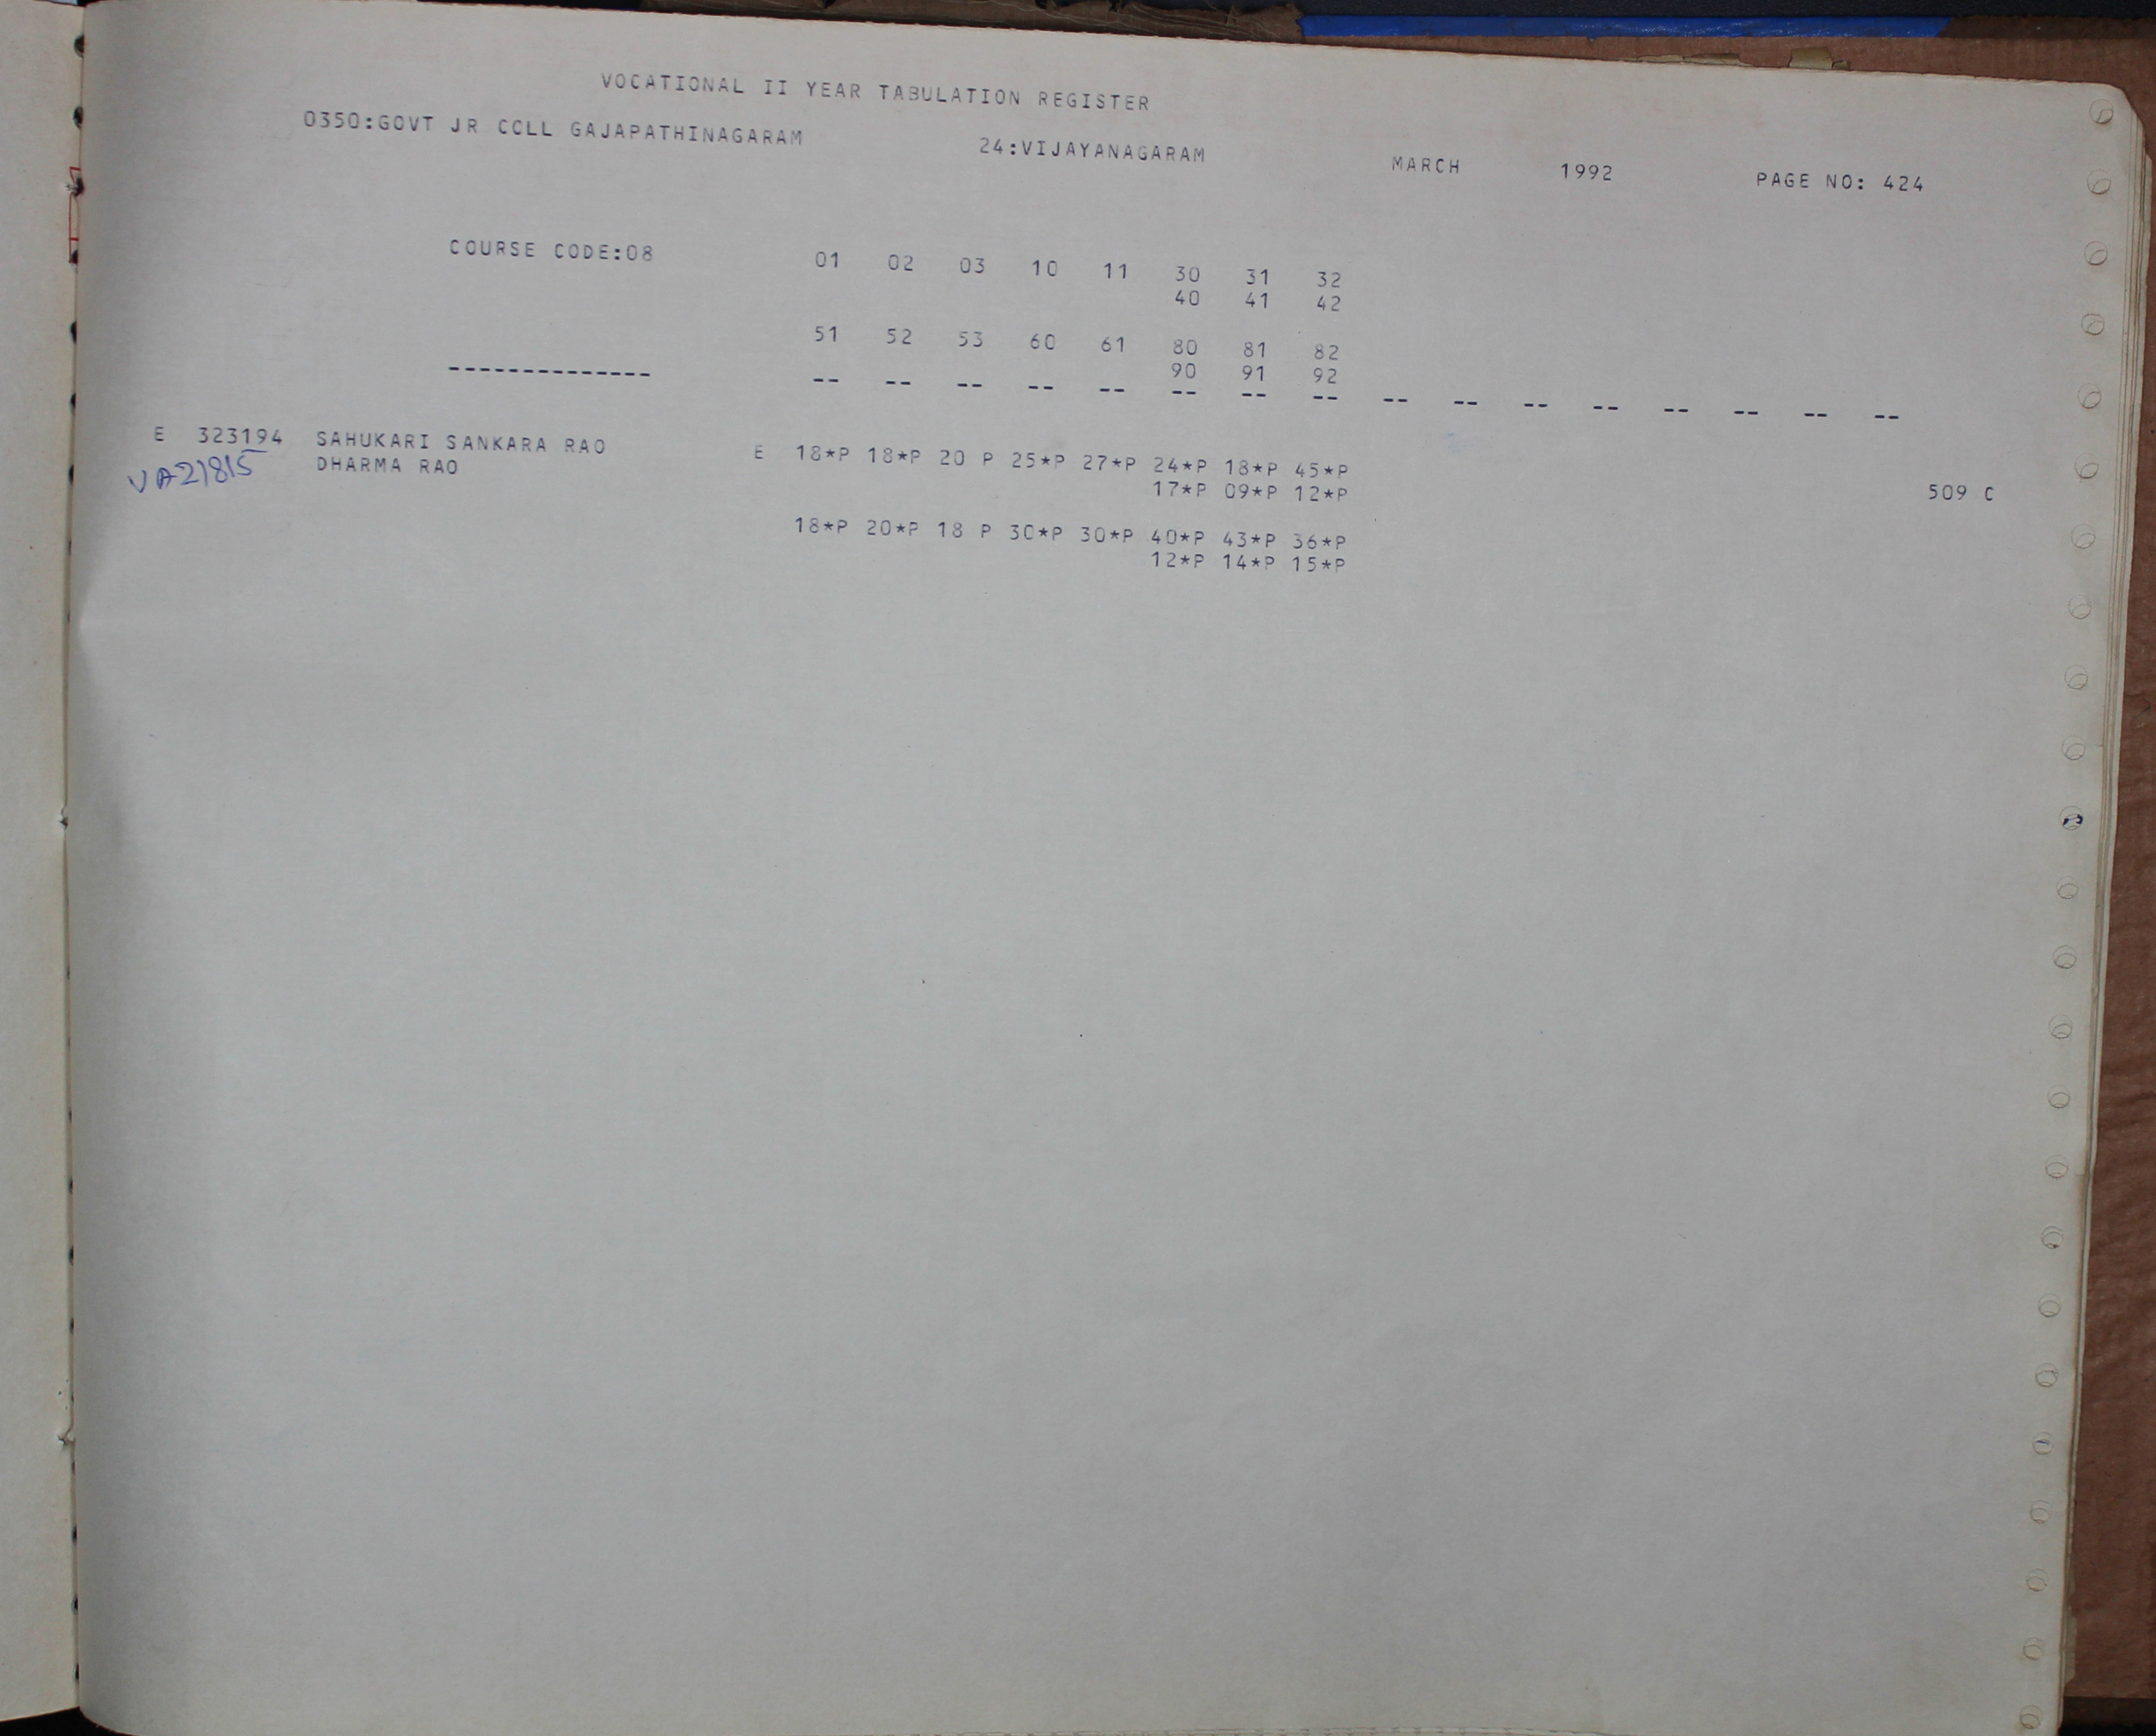 VOCATIONAL II YEAR TABULATION REGISTER
0350:GOVT JR COLL GAJAPATHINAGARAM 24:VIJAYANAGARAM MARCH 1992 PAGE NO: 424
COURSE CODE:08 01 02 03 10 11 30 31 32
40 41 42
51 52 53 60 61 80 81 82
90 91 92
-------------- -- -- -- -- -- -- -- -- -- -- -- -- -- -- -- --
E 323194 SAHUKARI SANKARA RAO E 18*P 18*P 20 P 25*P 27*P 24*P 18*P 45*P
VA21815 DHARMA RAO 17*P 09*P 12*P 509 C
18*P 20*P 18 P 30*P 30*P 40*P 43*P 36*P
12*P 14*P 15*P